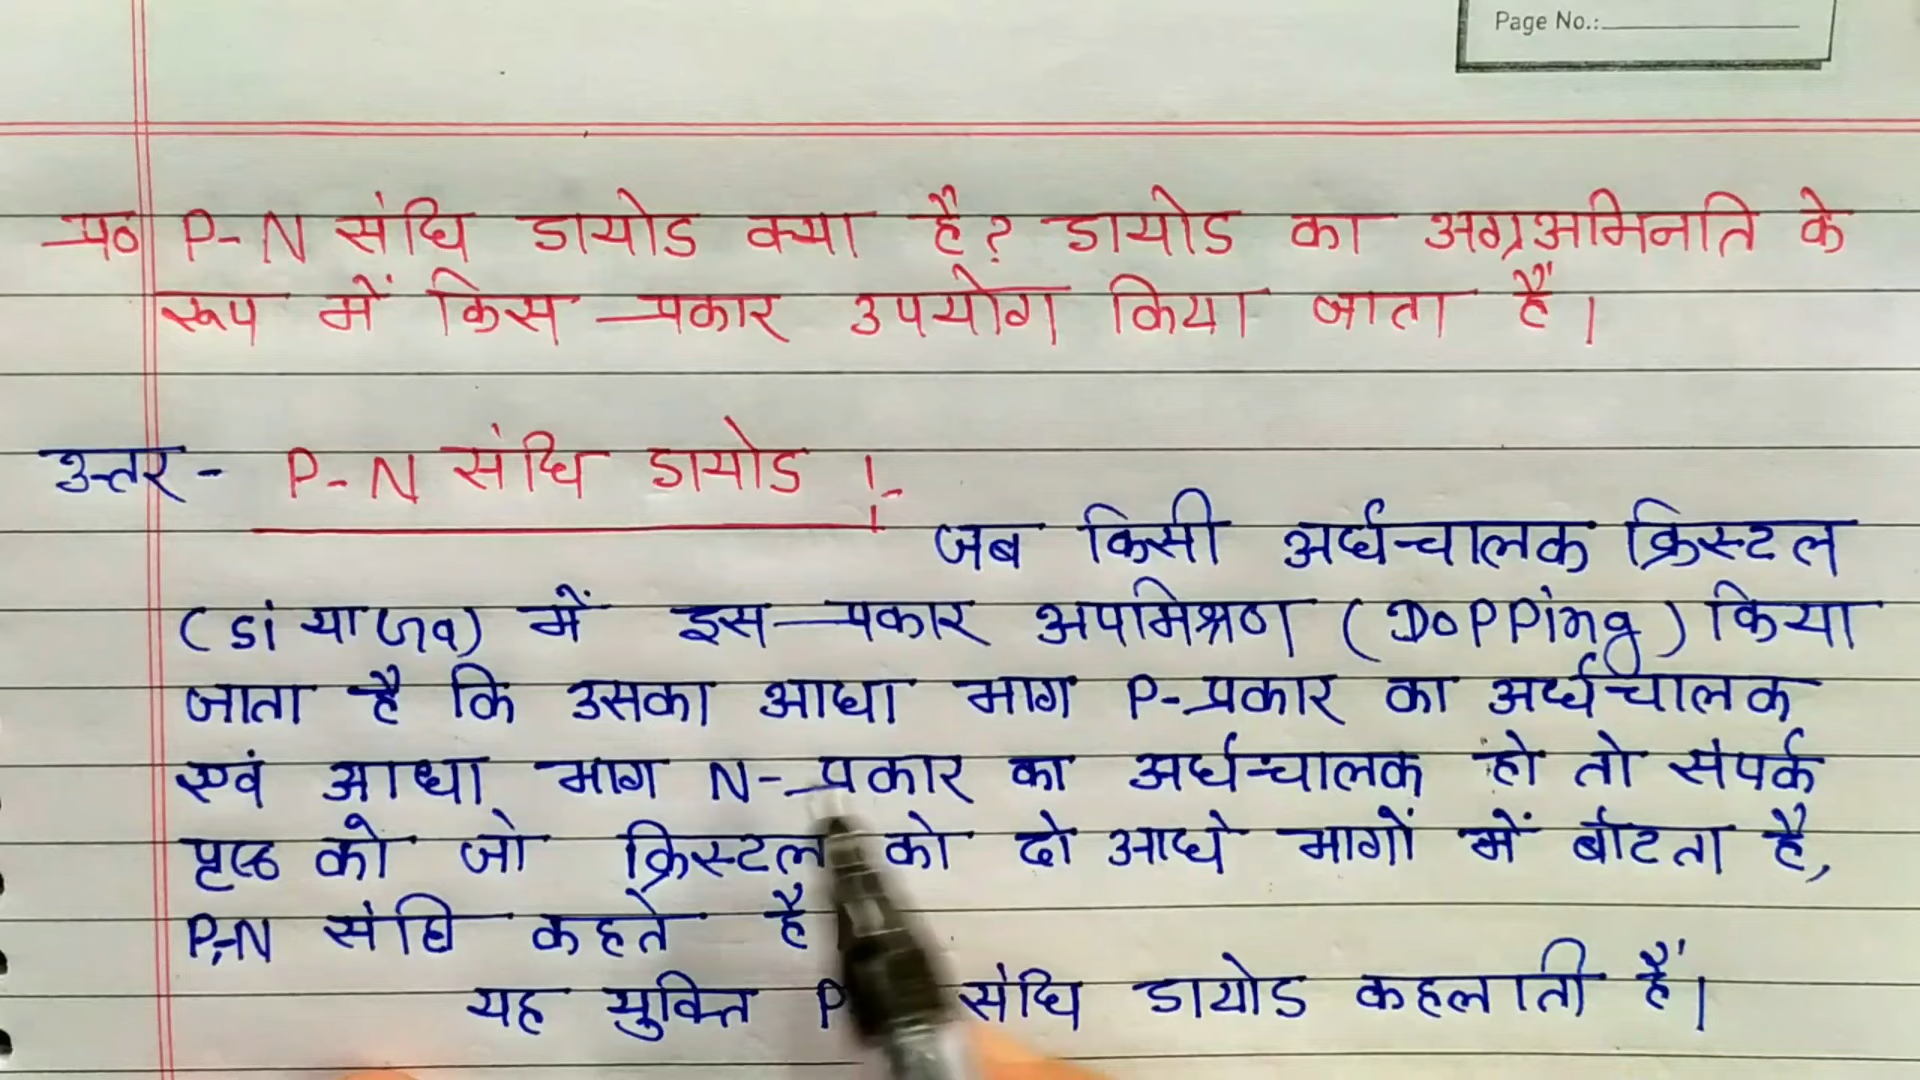 Page No.:
प्र० P-N संधि डायोड क्या है? डायोड का अग्रअभिनति के
रूप में किस प्रकार उपयोग किया जाता है।
उत्तर- P-N संधि डायोड :-
जब किसी अर्धचालक क्रिस्टल
(Si या Ga) में इस प्रकार अपमिश्रण (DoPPing) किया
जाता है कि उसका आधा भाग P-प्रकार का अर्धचालक
एवं आधा भाग N-प्रकार का अर्धचालक हो तो संपर्क
पृष्ठ को जो क्रिस्टल को दो आधे भागों में बांटता है,
P-N संधि कहते है
यह युक्ति P संधि डायोड कहलाती हैं।